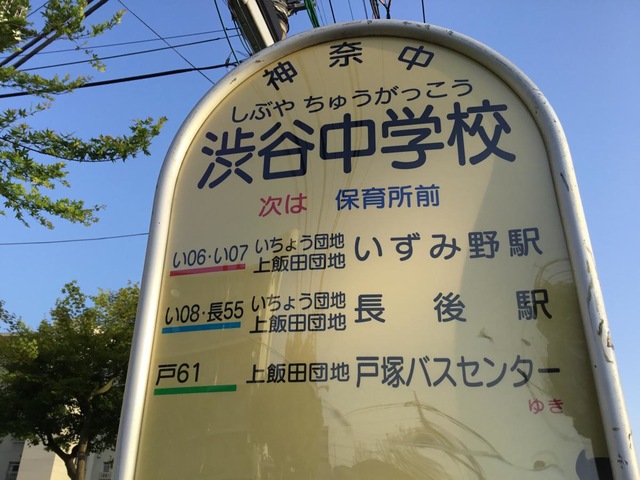 神奈中
しぶや ちゅうがっこう
渋谷中学校
次は 保育所前
い06・い07 いちょう団地 上飯田団地 いずみ野駅
い08・長55 いちょう団地 上飯田団地 長後駅
戸61 上飯田団地 戸塚バスセンター
ゆき